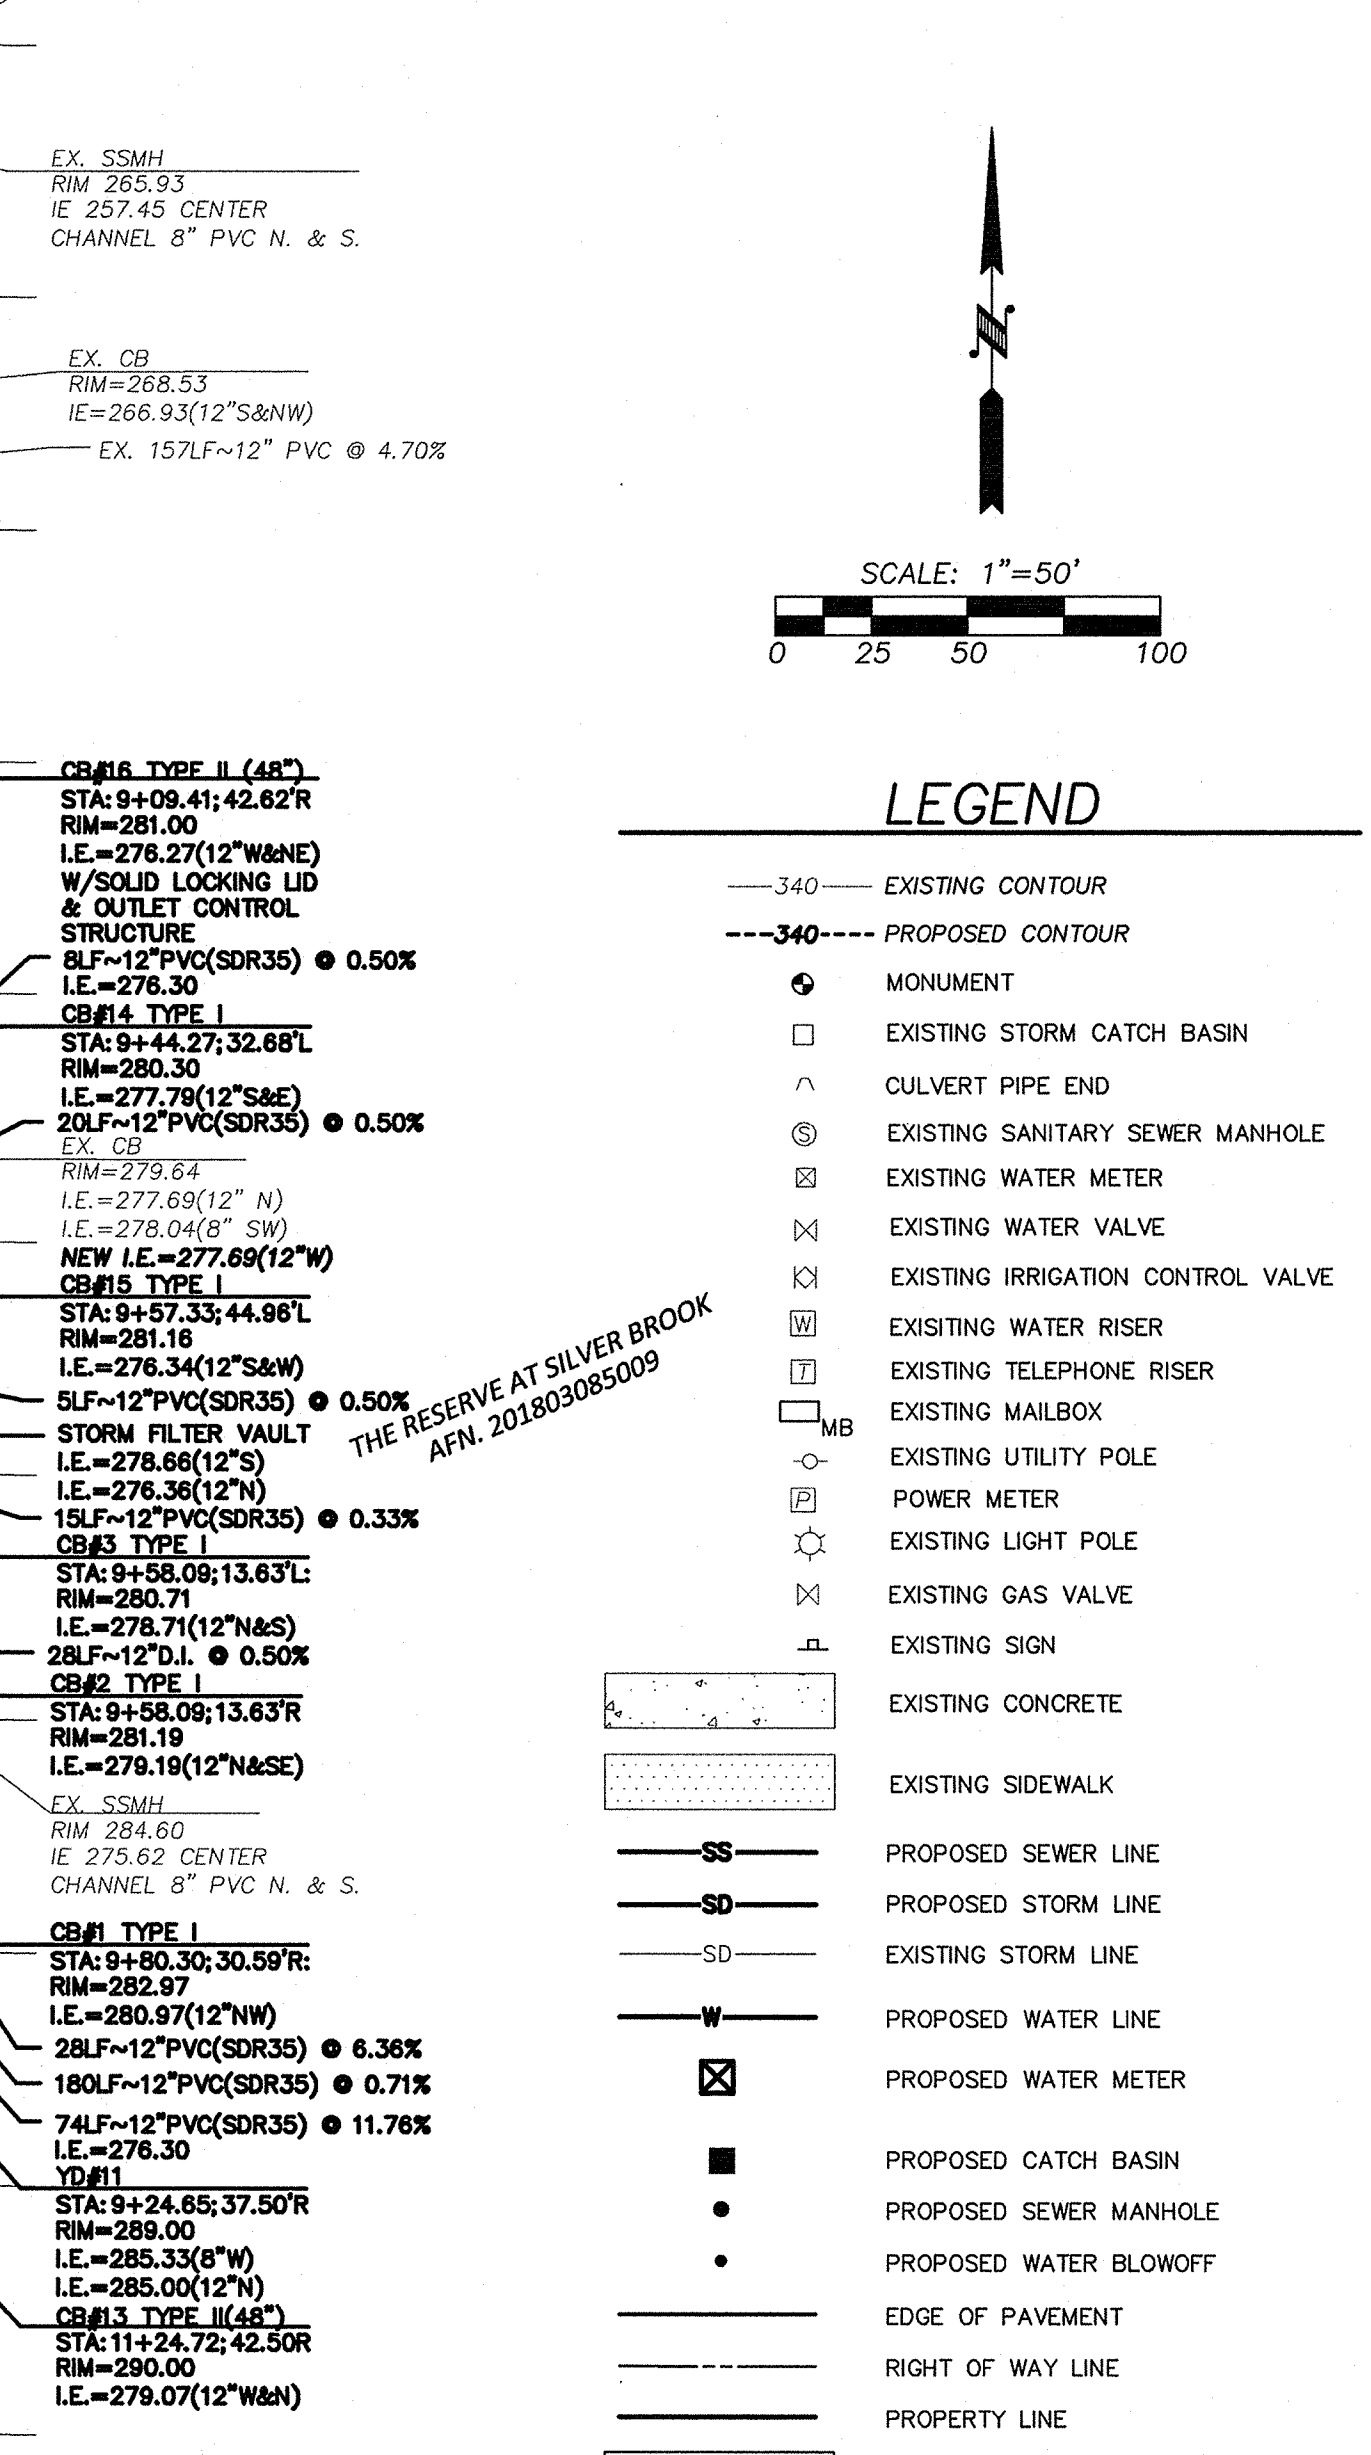 EX. SSMH
RIM 265.93
IE 257.45 CENTER
CHANNEL 8" PVC N. & S.
EX. CB
RIM=268.53
IE=266.93(12"S&NW)
EX. 157LF~12" PVC @ 4.70%
N
SCALE: 1"=50'
0 25 50 100
CB#16 TYPE II (48")
STA: 9+09.41; 42.62'R
RIM=281.00
I.E.=276.27(12"W&NE)
W/SOLID LOCKING LID
& OUTLET CONTROL
STRUCTURE
8LF~12"PVC(SDR35) @ 0.50%
I.E.=276.30
CB#14 TYPE I
STA: 9+44.27; 32.68'L
RIM=280.30
I.E.=277.79(12"S&E)
20LF~12"PVC(SDR35) @ 0.50%
EX. CB
RIM=279.64
I.E.=277.69(12" N)
I.E.=278.04(8" SW)
NEW I.E.=277.69(12"W)
CB#15 TYPE I
STA: 9+57.33; 44.96'L
RIM=281.16
I.E.=276.34(12"S&W)
5LF~12"PVC(SDR35) @ 0.50%
STORM FILTER VAULT
I.E.=278.66(12"S)
I.E.=276.36(12"N)
15LF~12"PVC(SDR35) @ 0.33%
CB#3 TYPE I
STA: 9+58.09; 13.63'L:
RIM=280.71
I.E.=278.71(12"N&S)
28LF~12"D.I. @ 0.50%
CB#2 TYPE I
STA: 9+58.09; 13.63'R
RIM=281.19
I.E.=279.19(12"N&SE)
EX. SSMH
RIM 284.60
IE 275.62 CENTER
CHANNEL 8" PVC N. & S.
CB#1 TYPE I
STA: 9+80.30; 30.59'R:
RIM=282.97
I.E.=280.97(12"NW)
28LF~12"PVC(SDR35) @ 6.36%
180LF~12"PVC(SDR35) @ 0.71%
74LF~12"PVC(SDR35) @ 11.76%
I.E.=276.30
YD#11
STA: 9+24.65; 37.50'R
RIM=289.00
I.E.=285.33(8"W)
I.E.=285.00(12"N)
CB#13 TYPE II(48")
STA: 11+24.72; 42.50R
RIM=290.00
I.E.=279.07(12"W&N)
THE RESERVE AT SILVER BROOK
AFN. 201803085009
LEGEND
340 EXISTING CONTOUR
340 PROPOSED CONTOUR
MONUMENT
EXISTING STORM CATCH BASIN
CULVERT PIPE END
S EXISTING SANITARY SEWER MANHOLE
EXISTING WATER METER
EXISTING WATER VALVE
EXISTING IRRIGATION CONTROL VALVE
W EXISITING WATER RISER
T EXISTING TELEPHONE RISER
MB EXISTING MAILBOX
EXISTING UTILITY POLE
P POWER METER
EXISTING LIGHT POLE
EXISTING GAS VALVE
EXISTING SIGN
EXISTING CONCRETE
EXISTING SIDEWALK
SS PROPOSED SEWER LINE
SD PROPOSED STORM LINE
SD EXISTING STORM LINE
W PROPOSED WATER LINE
PROPOSED WATER METER
PROPOSED CATCH BASIN
PROPOSED SEWER MANHOLE
PROPOSED WATER BLOWOFF
EDGE OF PAVEMENT
RIGHT OF WAY LINE
PROPERTY LINE